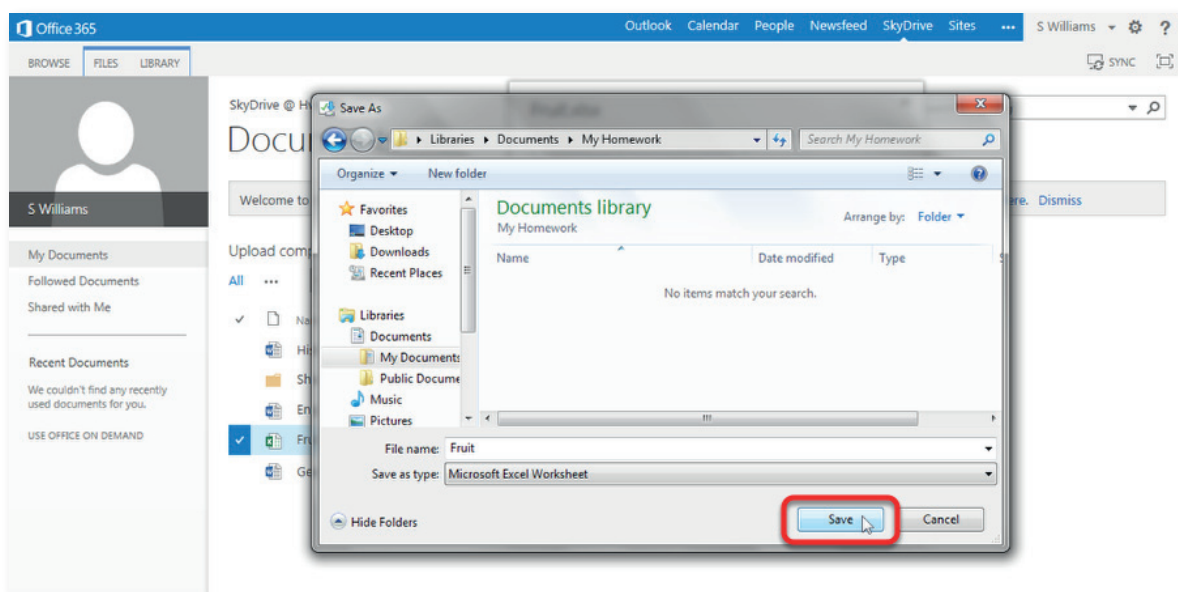 Office 365
Outlook Calendar People Newsfeed SkyDrive Sites ••• S Williams ?
BROWSE FILES LIBRARY
SYNC
SkyDrive @
Save As
Libraries Documents My Homework
Search My Homework
Organize New folder
Welcome to
Dismiss
S Williams
Favorites
Desktop
Downloads
Recent Places
Libraries
Documents
My Documents
Public Docume
Music
Pictures
Documents library
My Homework
Arrange by: Folder
Name Date modified Type
No items match your search.
My Documents
Followed Documents
Shared with Me
Recent Documents
We couldn't find any recently
used documents for you.
USE OFFICE ON DEMAND
Upload
All •••
File name: Fruit
Save as type: Microsoft Excel Worksheet
Hide Folders
Save Cancel